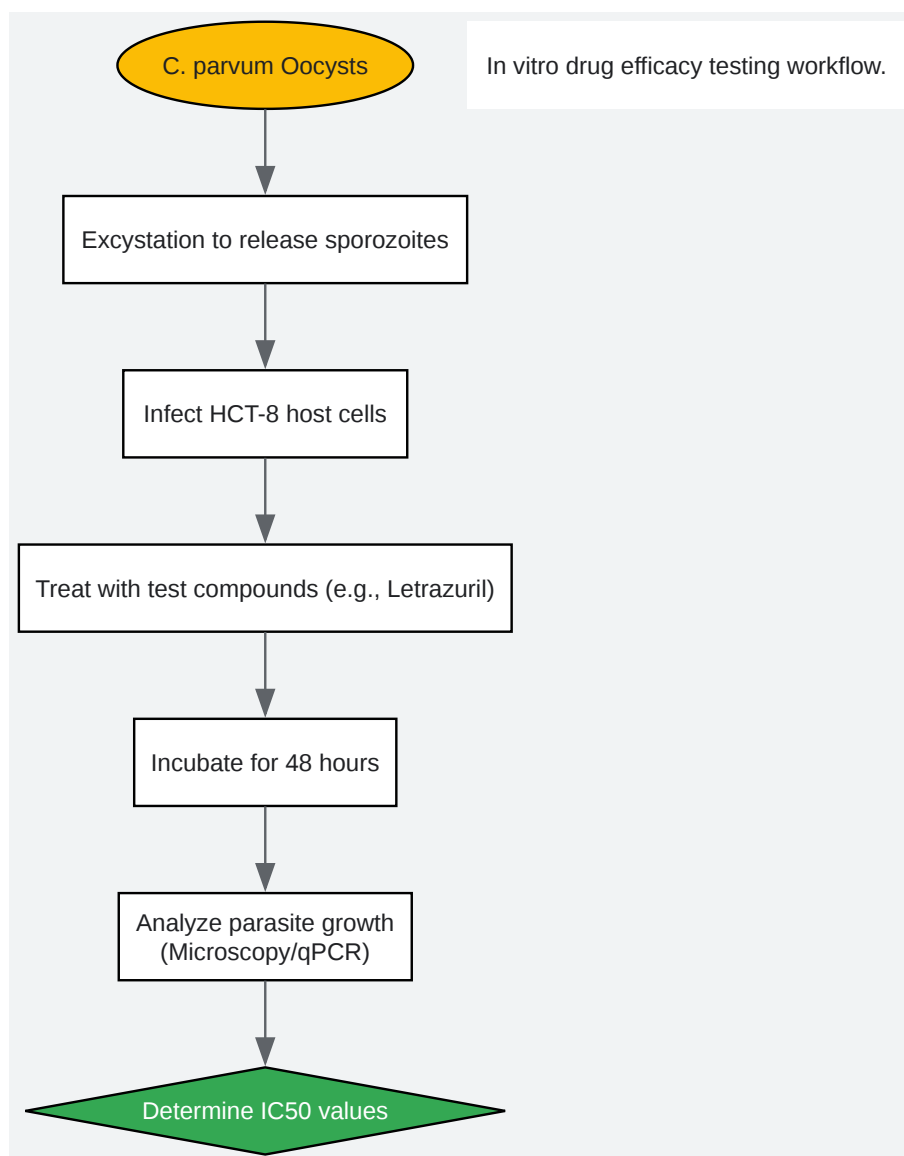 C. parvum Oocysts
In vitro drug efficacy testing workflow.
Excystation to release sporozoites
Infect HCT-8 host cells
Treat with test compounds (e.g., Letrazuril)
Incubate for 48 hours
Analyze parasite growth
(Microscopy/qPCR)
Determine IC50 values